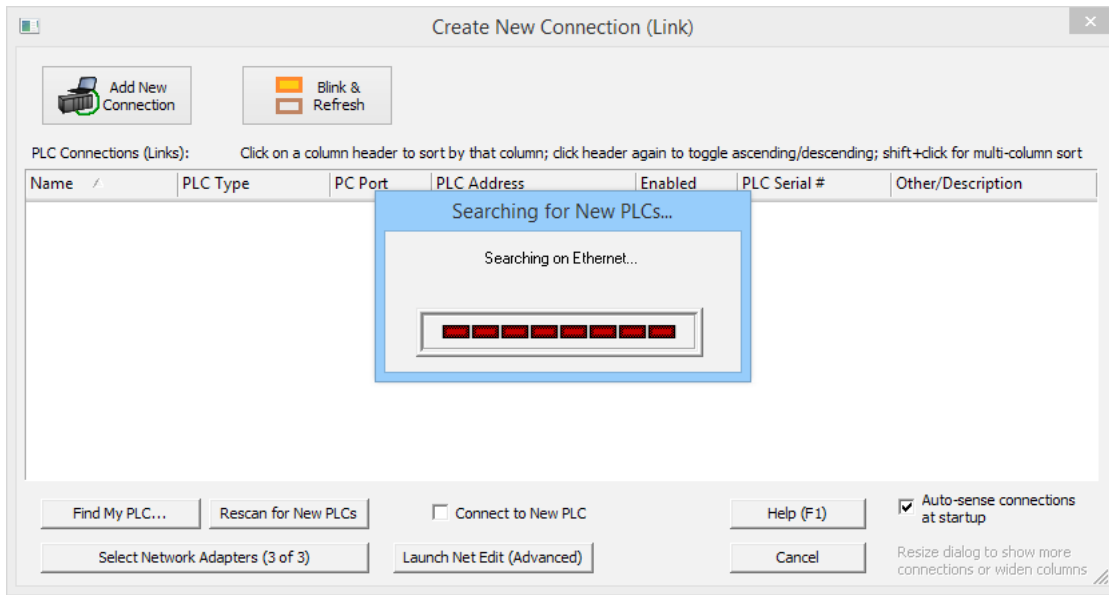 Create New Connection (Link)
Add New
Connection
Blink &
Refresh
PLC Connections (Links):
Click on a column header to sort by that column; click header again to toggle ascending/descending; shift+click for multi-column sort
Name PLC Type PC Port PLC Address Enabled PLC Serial # Other/Description
Searching for New PLCs...
Searching on Ethernet...
Find My PLC...
Rescan for New PLCs
Connect to New PLC
Help (F1)
Auto-sense connections
at startup
Select Network Adapters (3 of 3)
Launch Net Edit (Advanced)
Cancel
Resize dialog to show more
connections or widen columns